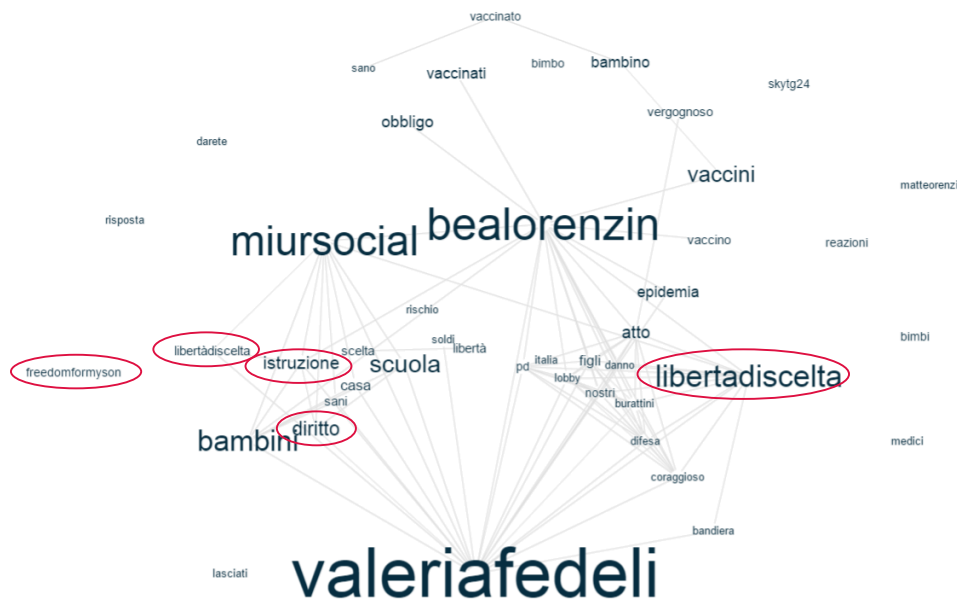 vaccinato
sano
vaccinati
bimbo
bambino
skytg24
obbligo
vergognoso
darete
vaccini
matteorenzi
risposta
miursocial
bealorenzin
vaccino
reazioni
epidemia
rischio
atto
bimbi
soldi
libertàdiscelta
scelta
libertà
istruzione
scuola
pd
italia
figli
danno
freedomformyson
lobby
libertadiscelta
casa
nostri
sani
burattini
bambini
diritto
difesa
medici
coraggioso
bandiera
lasciati
valeriafedeli